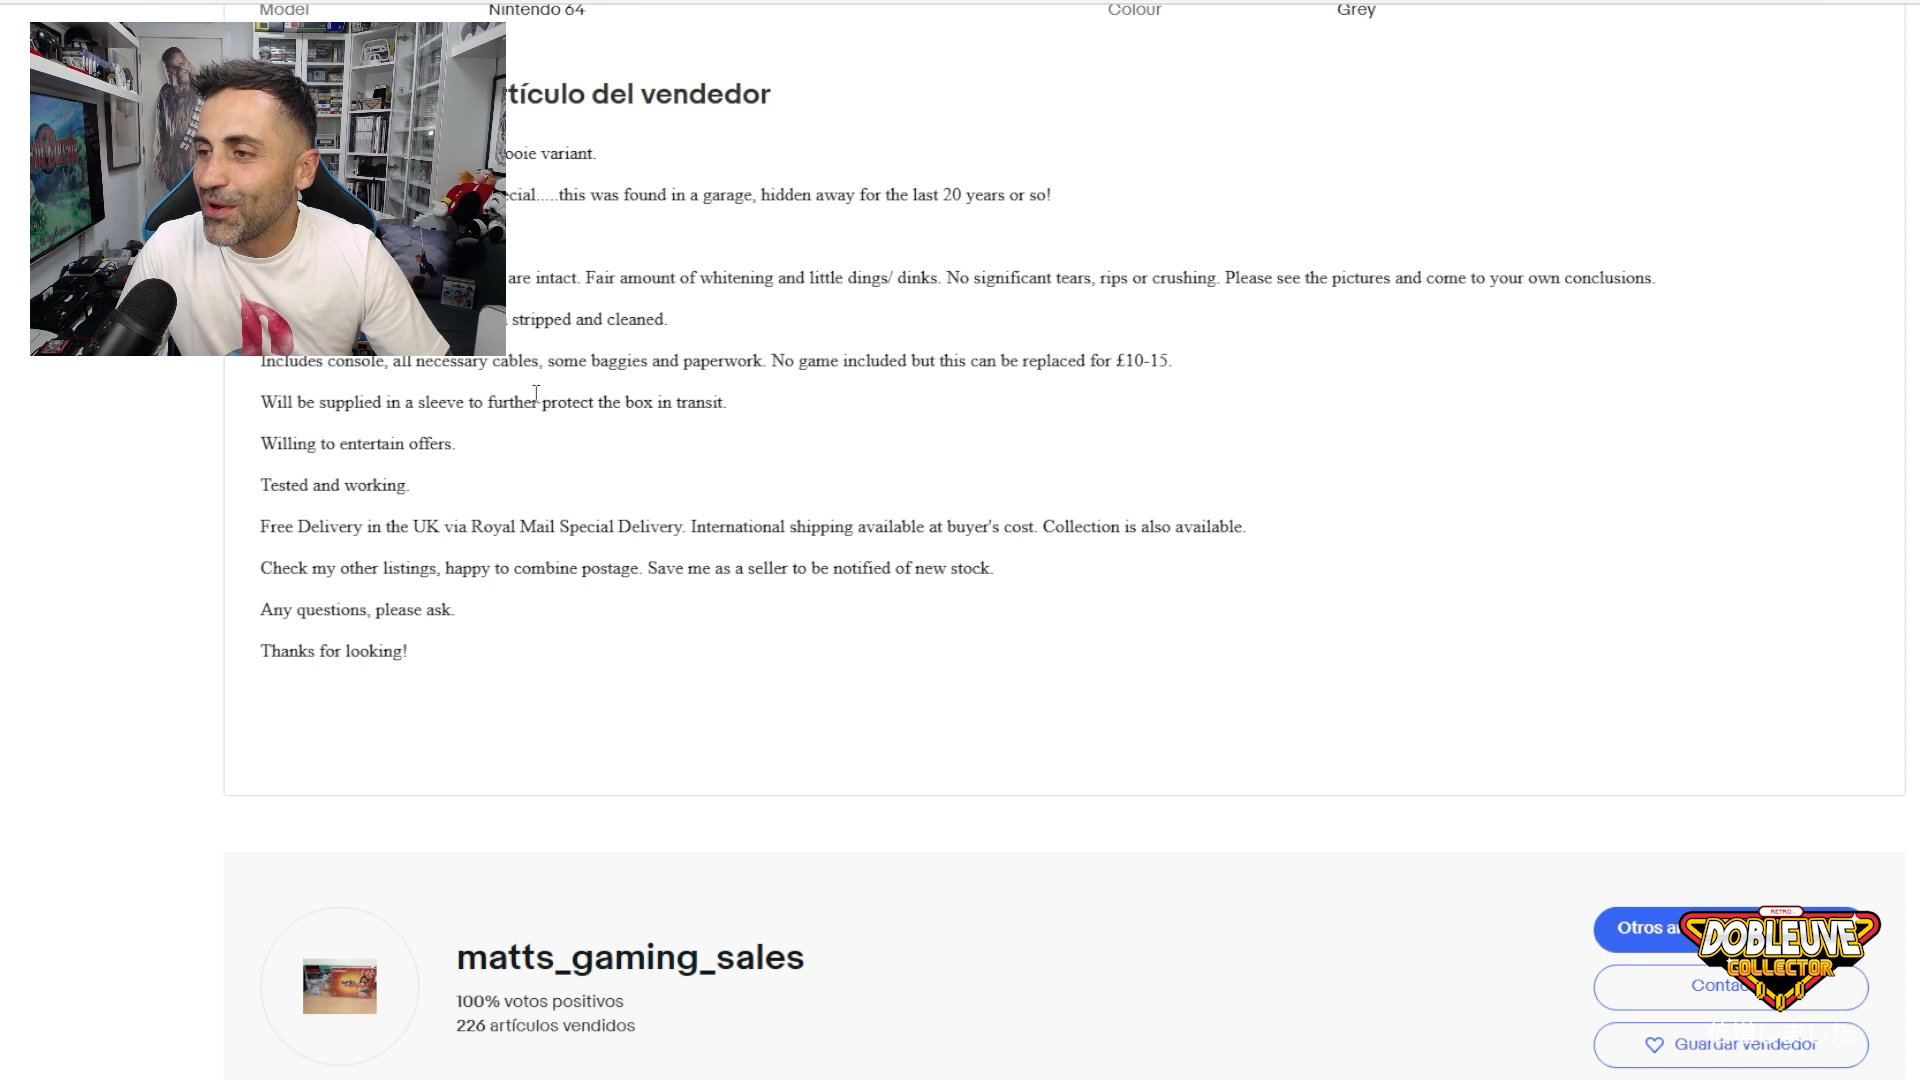 Model Nintendo 64 Colour Grey
tículo del vendedor
ooie variant.
cial.....this was found in a garage, hidden away for the last 20 years or so!
are intact. Fair amount of whitening and little dings/ dinks. No significant tears, rips or crushing. Please see the pictures and come to your own conclusions.
stripped and cleaned.
Includes console, all necessary cables, some baggies and paperwork. No game included but this can be replaced for £10-15.
Will be supplied in a sleeve to further protect the box in transit.
Willing to entertain offers.
Tested and working.
Free Delivery in the UK via Royal Mail Special Delivery. International shipping available at buyer's cost. Collection is also available.
Check my other listings, happy to combine postage. Save me as a seller to be notified of new stock.
Any questions, please ask.
Thanks for looking!
matts_gaming_sales
100% votos positivos
226 artículos vendidos
Otros a
RETRO
DOBLEUVE
COLLECTOR
Conta
Guardar vendedor